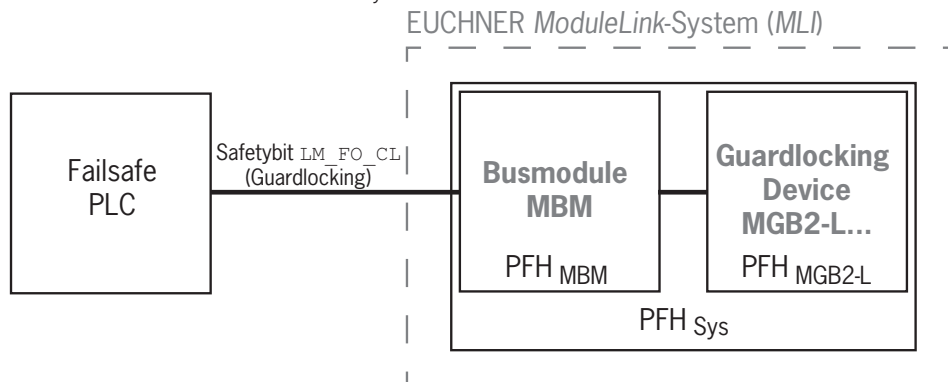 EUCHNER ModuleLink-System (MLI)
Failsafe
PLC
Safetybit LM_FO_CL
(Guardlocking)
Busmodule
MBM
PFH MBM
Guardlocking
Device
MGB2-L...
PFH MGB2-L
PFH Sys